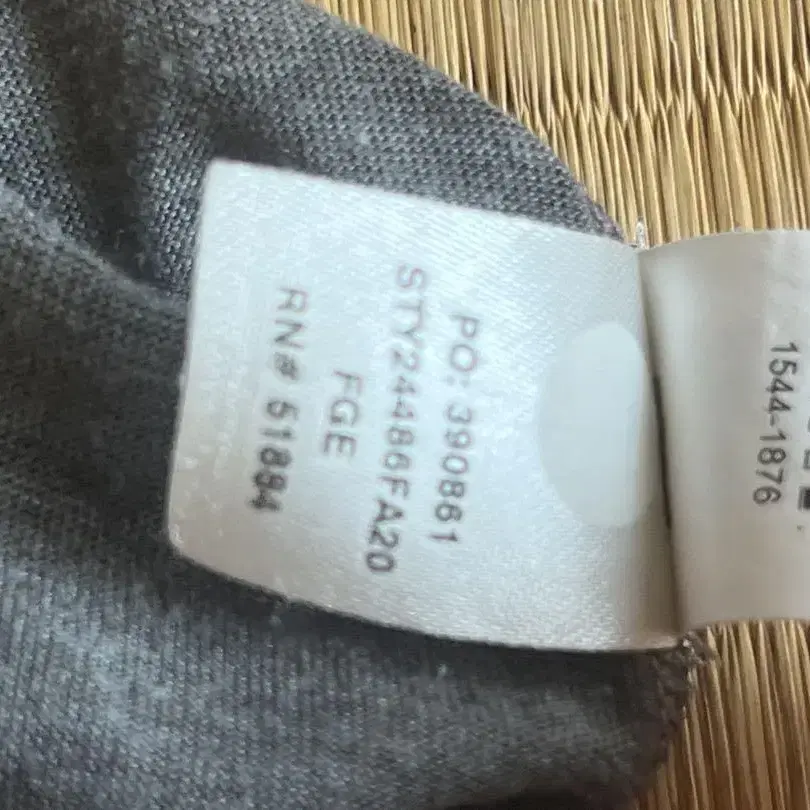 PO: 390861
STY24486FA20
FGE
RN# 51884
1544-1876